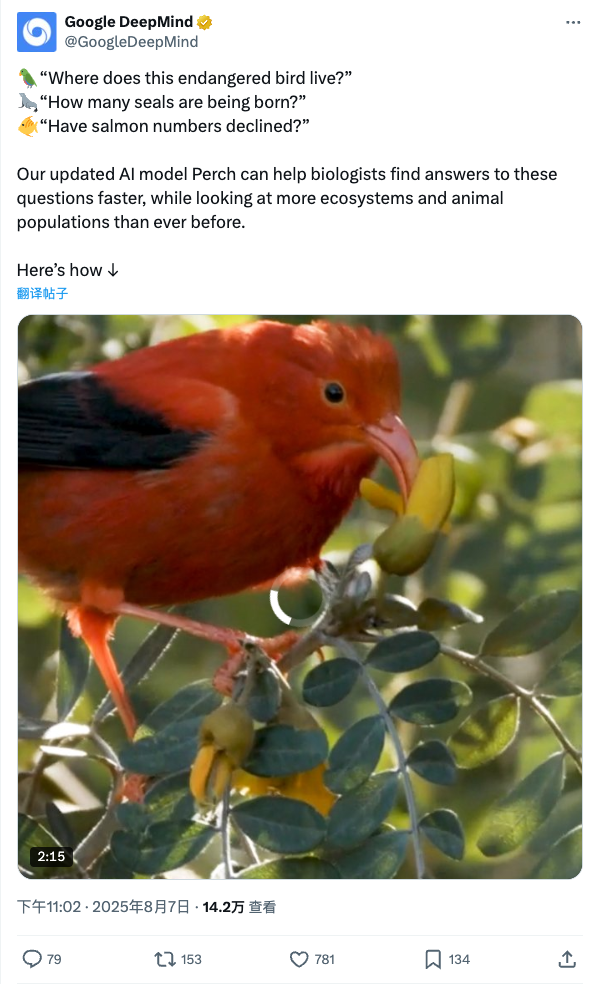 Google DeepMind
@GoogleDeepMind
🦜“Where does this endangered bird live?”
🦭“How many seals are being born?”
🐠“Have salmon numbers declined?”
Our updated AI model Perch can help biologists find answers to these
questions faster, while looking at more ecosystems and animal
populations than ever before.
Here’s how ↓
翻译帖子
2:15
下午11:02 · 2025年8月7日 · 14.2万 查看
79 153 781 134